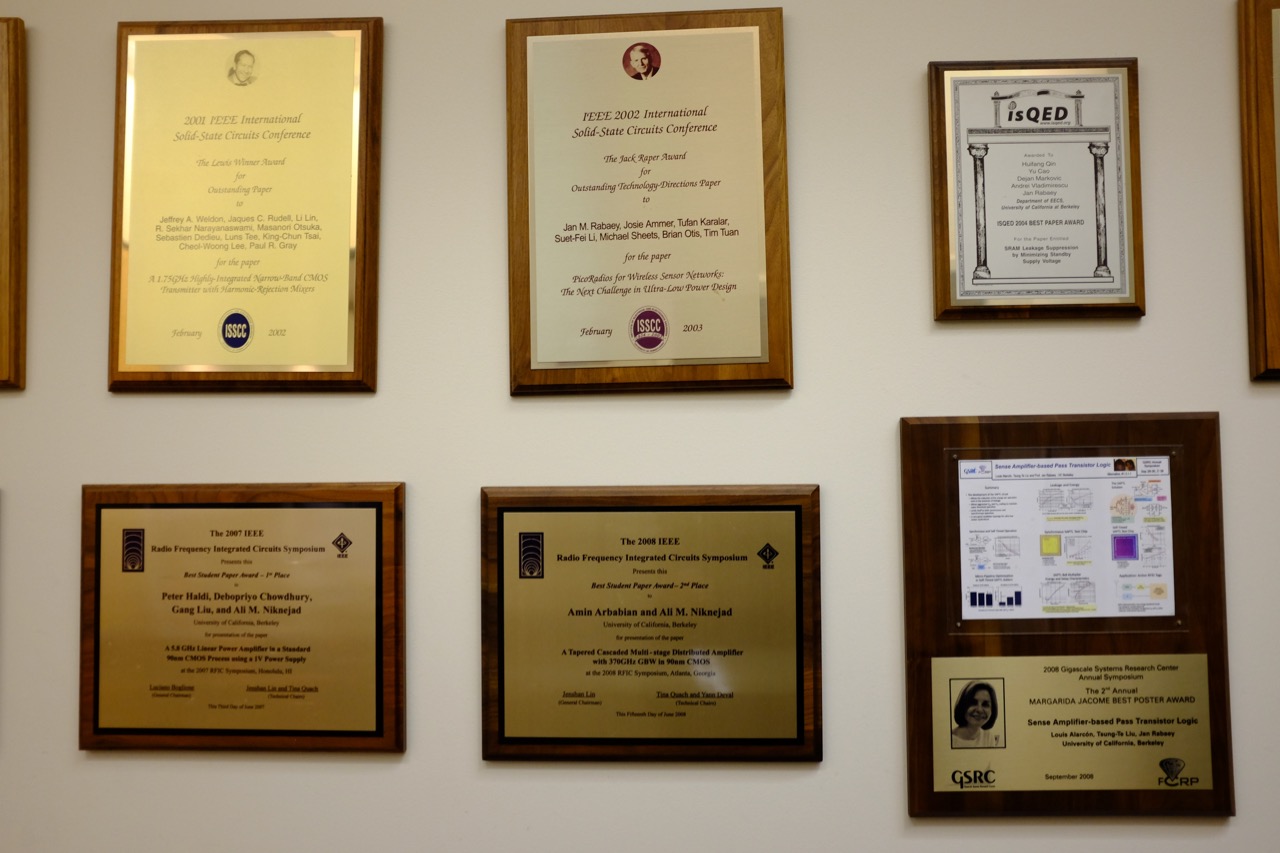 2001 IEEE International
Solid-State Circuits Conference
The Lewis Winner Award
for
Outstanding Paper
to
Jeffrey A. Weldon, Jaques C. Rudell, Li Lin,
R. Sekhar Narayanaswami, Masanori Otsuka,
Sebastien Dedieu, Luns Tee, King-Chun Tsai,
Cheol-Woong Lee, Paul R. Gray
for the paper
A 1.75GHz Highly-Integrated Narrow-Band CMOS
Transmitter with Harmonic-Rejection Mixers
February ISSCC 2002
IEEE 2002 International
Solid-State Circuits Conference
The Jack Raper Award
for
Outstanding Technology-Directions Paper
to
Jan M. Rabaey, Josie Ammer, Tufan Karalar,
Suet-Fei Li, Michael Sheets, Brian Otis, Tim Tuan
for the paper
PicoRadios for Wireless Sensor Networks:
The Next Challenge in Ultra-Low Power Design
February ISSCC 2003
isQED
www.isqed.org
Awarded To
Huifang Qin
Yu Cao
Dejan Markovic
Andrei Vladimirescu
Jan Rabaey
Department of EECS,
University of California at Berkeley
ISQED 2004 BEST PAPER AWARD
For the Paper Entitled
SRAM Leakage Suppression
by Minimizing Standby
Supply Voltage
The 2007 IEEE
Radio Frequency Integrated Circuits Symposium
IEEE
Presents this
Best Student Paper Award – 1st Place
to
Peter Haldi, Debopriyo Chowdhury,
Gang Liu, and Ali M. Niknejad
University of California, Berkeley
for presentation of the paper
A 5.8 GHz Linear Power Amplifier in a Standard
90nm CMOS Process using a 1V Power Supply
at the 2007 RFIC Symposium, Honolulu, HI
Luciano Boglione
(General Chairman)
Jenshan Lin and Tina Quach
(Technical Chairs)
This Third Day of June 2007
The 2008 IEEE
Radio Frequency Integrated Circuits Symposium
IEEE
Presents this
Best Student Paper Award – 2nd Place
to
Amin Arbabian and Ali M. Niknejad
University of California, Berkeley
for presentation of the paper
A Tapered Cascaded Multi-stage Distributed Amplifier
with 370GHz GBW in 90nm CMOS
at the 2008 RFIC Symposium, Atlanta, Georgia
Jenshan Lin
(General Chairman)
Tina Quach and Yann Deval
(Technical Chairs)
This Fifteenth Day of June 2008
GSRC
Sense Amplifier-based Pass Transistor Logic
Summary
Leakage and Energy
2008 Gigascale Systems Research Center
Annual Symposium
The 2nd Annual
MARGARIDA JACOME BEST POSTER AWARD
Sense Amplifier-based Pass Transistor Logic
Louis Alarcón, Tsung-Te Liu, Jan Rabaey
University of California, Berkeley
GSRC
September 2008
FCRP